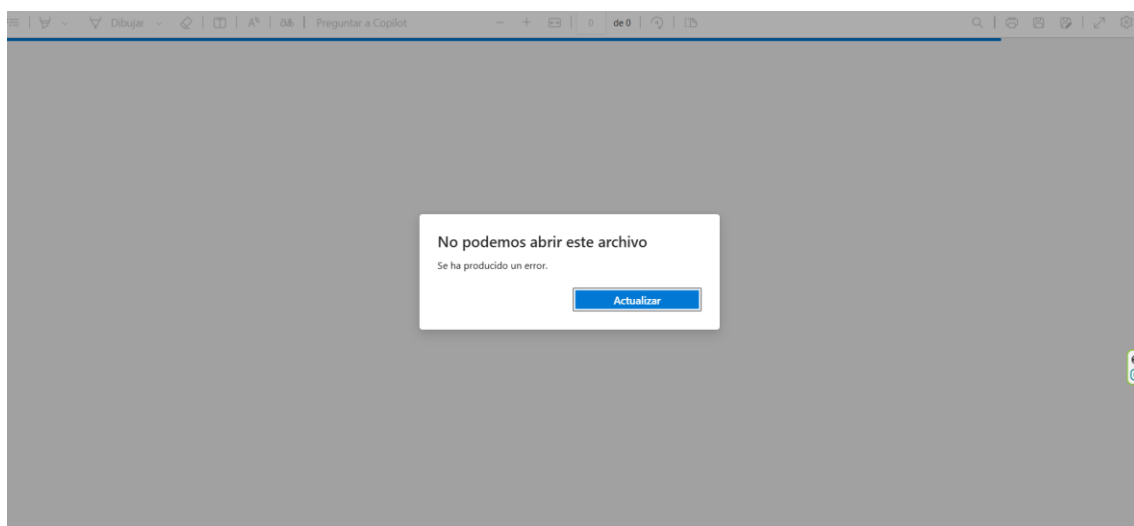 Dibujar Preguntar a Copilot 0 de 0
No podemos abrir este archivo
Se ha producido un error.
Actualizar